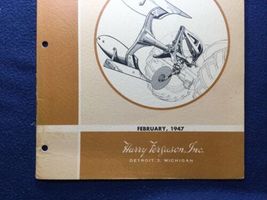 FEBRUARY, 1947
Harry Ferguson, Inc.
DETROIT 3, MICHIGAN